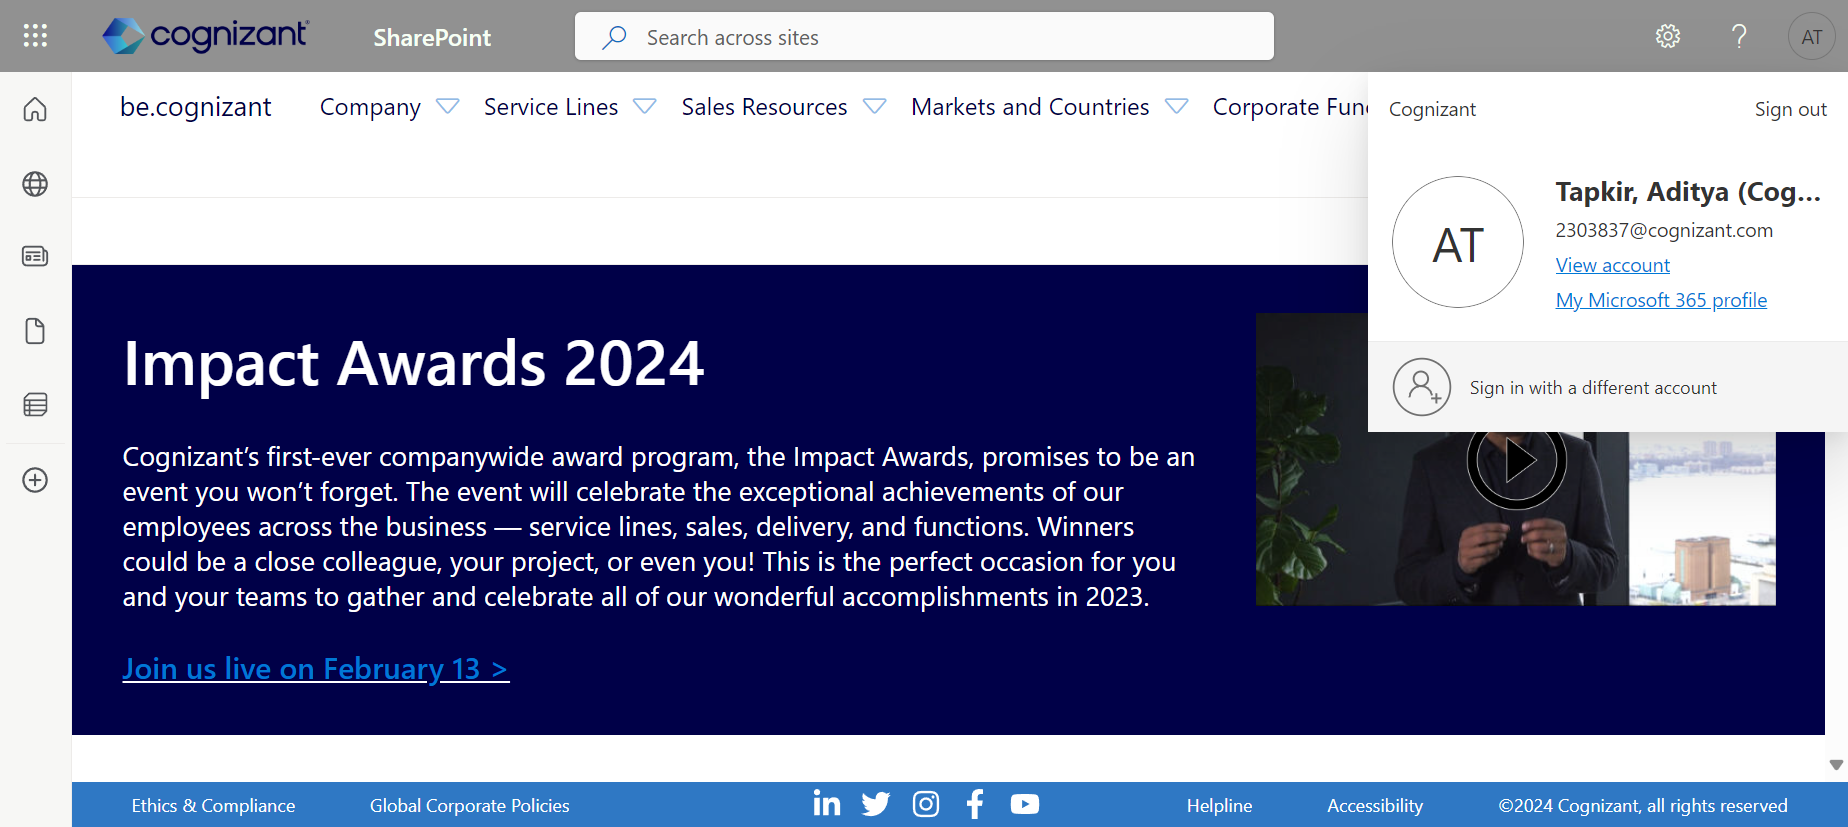 cognizant
SharePoint
Search across sites
AT
be.cognizant
Company
Service Lines
Sales Resources
Markets and Countries
Corporate Fun
Cognizant
Sign out
AT
Tapkir, Aditya (Cog...
2303837@cognizant.com
View account
My Microsoft 365 profile
Sign in with a different account
Impact Awards 2024
Cognizant’s first-ever companywide award program, the Impact Awards, promises to be an
event you won’t forget. The event will celebrate the exceptional achievements of our
employees across the business — service lines, sales, delivery, and functions. Winners
could be a close colleague, your project, or even you! This is the perfect occasion for you
and your teams to gather and celebrate all of our wonderful accomplishments in 2023.
Join us live on February 13 >
Ethics & Compliance
Global Corporate Policies
Helpline
Accessibility
©2024 Cognizant, all rights reserved